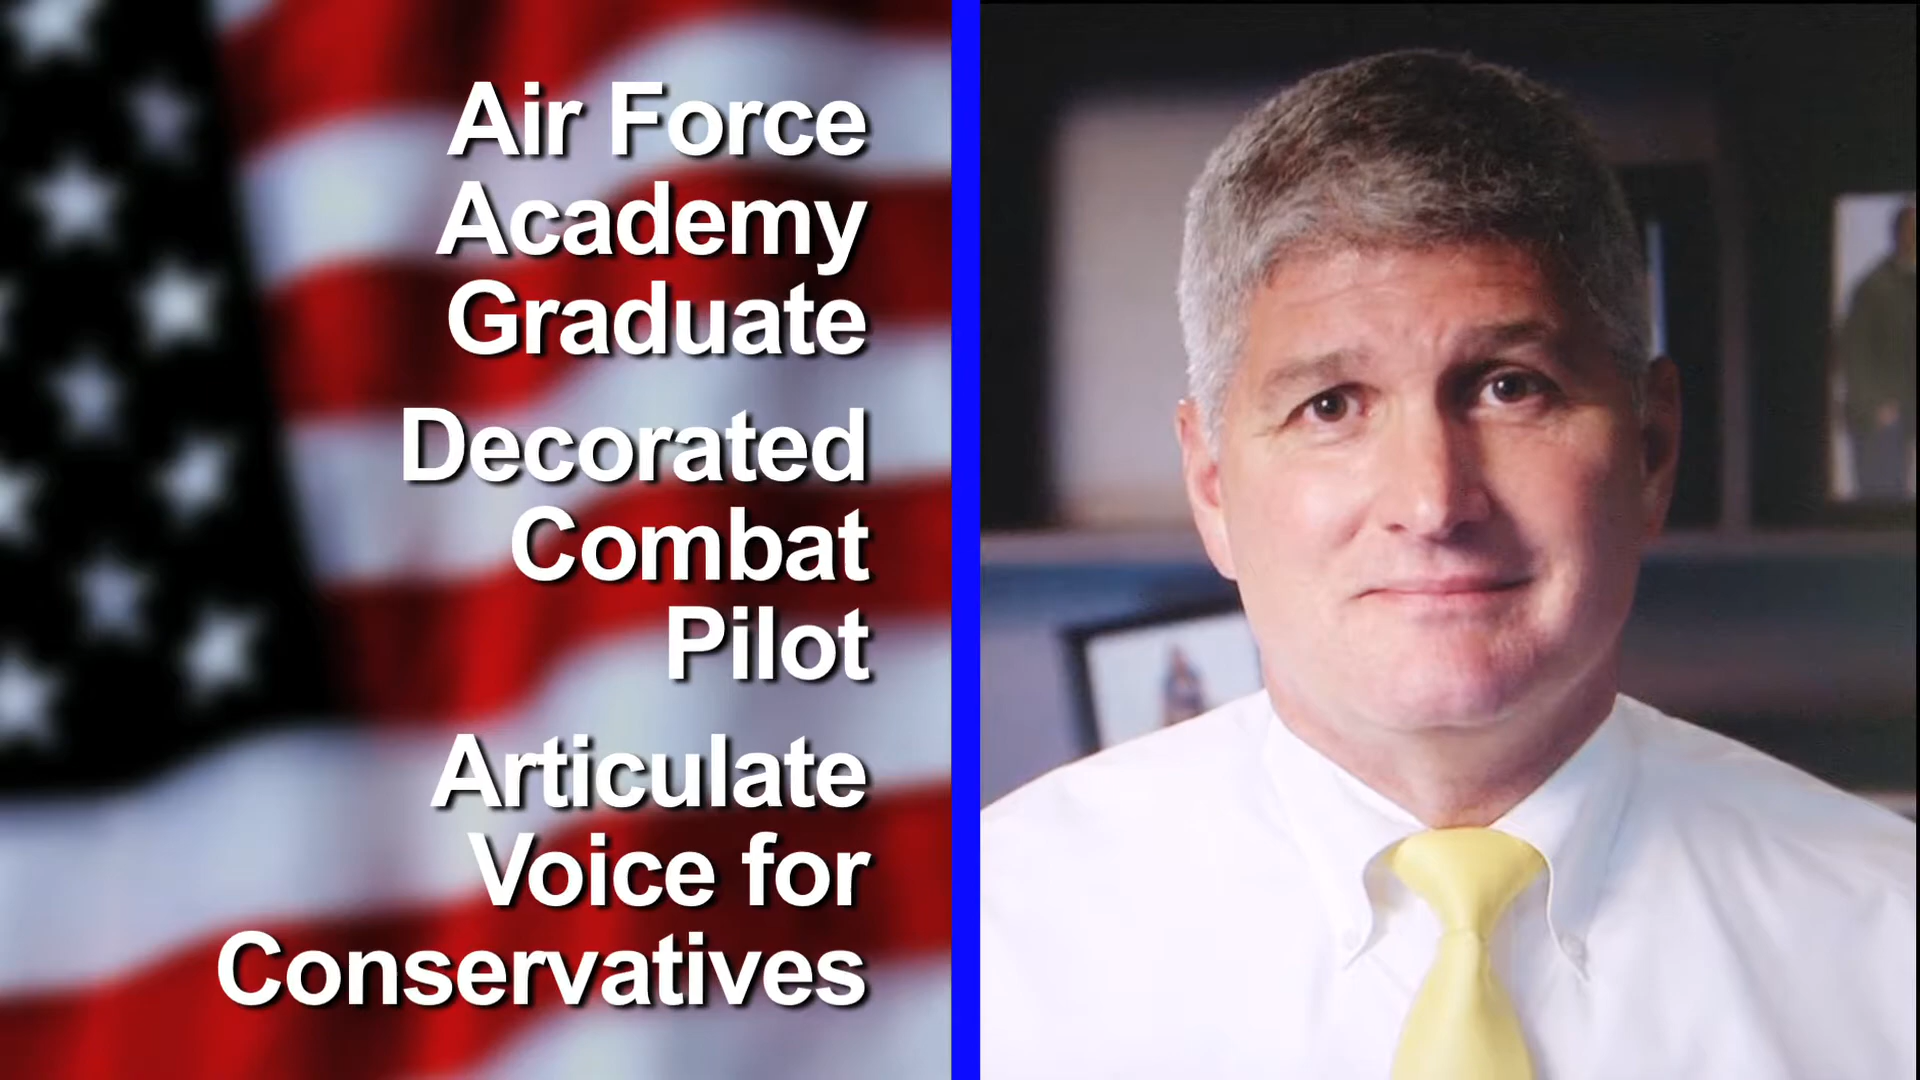 Air Force
Academy
Graduate
Decorated
Combat
Pilot
Articulate
Voice for
Conservatives